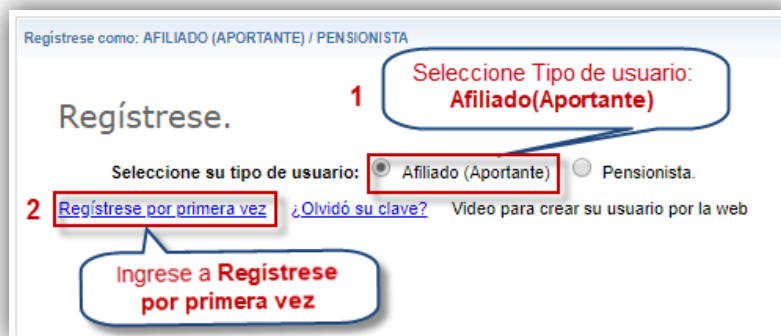 Regístrese como: AFILIADO (APORTANTE) / PENSIONISTA
1
Seleccione Tipo de usuario:
Afiliado(Aportante)
Regístrese.
Seleccione su tipo de usuario: Afiliado (Aportante) Pensionista.
2 Regístrese por primera vez ¿Olvidó su clave? Video para crear su usuario por la web
Ingrese a Regístrese
por primera vez